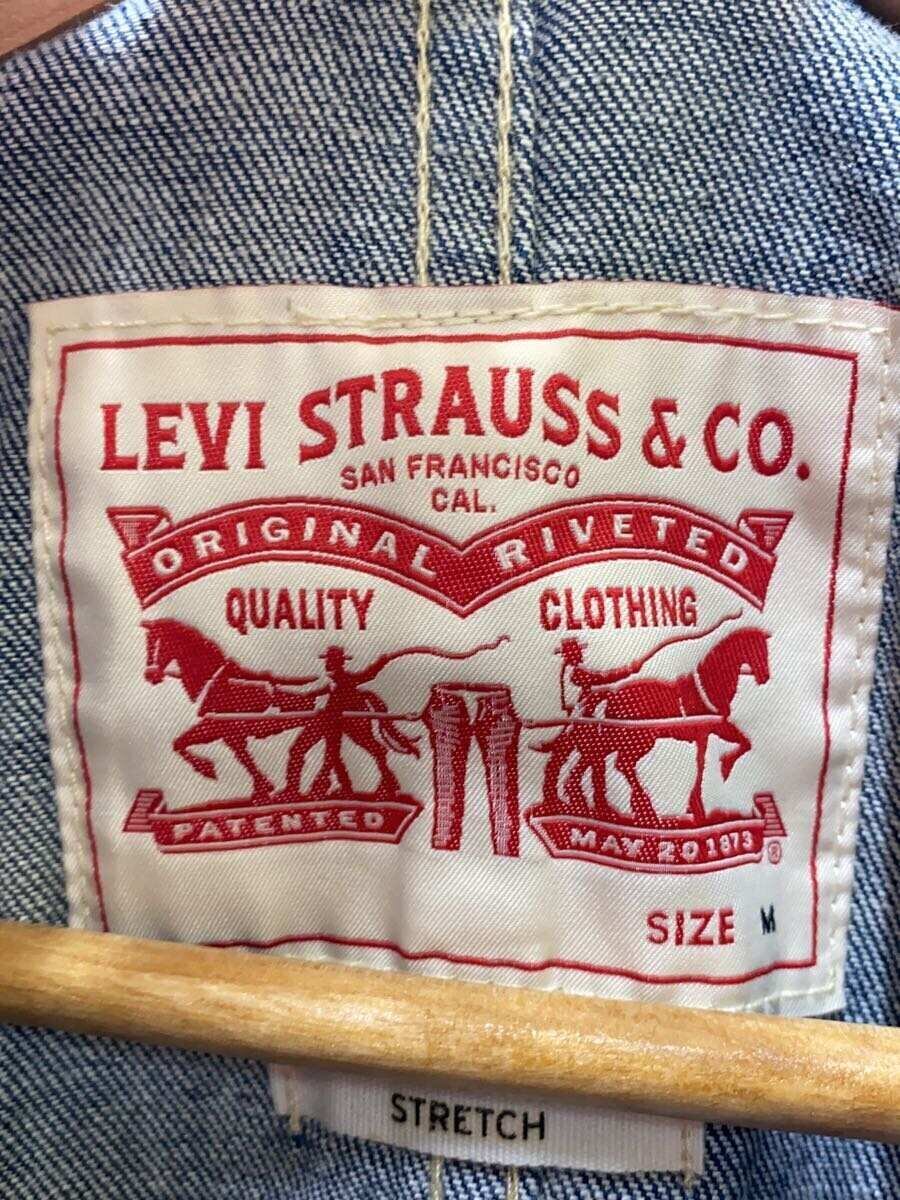 LEVI STRAUSS & CO.
SAN FRANCISCO
CAL.
ORIGINAL RIVETED
QUALITY CLOTHING
PATENTED MAY 20 1873 ®
SIZE M
STRETCH